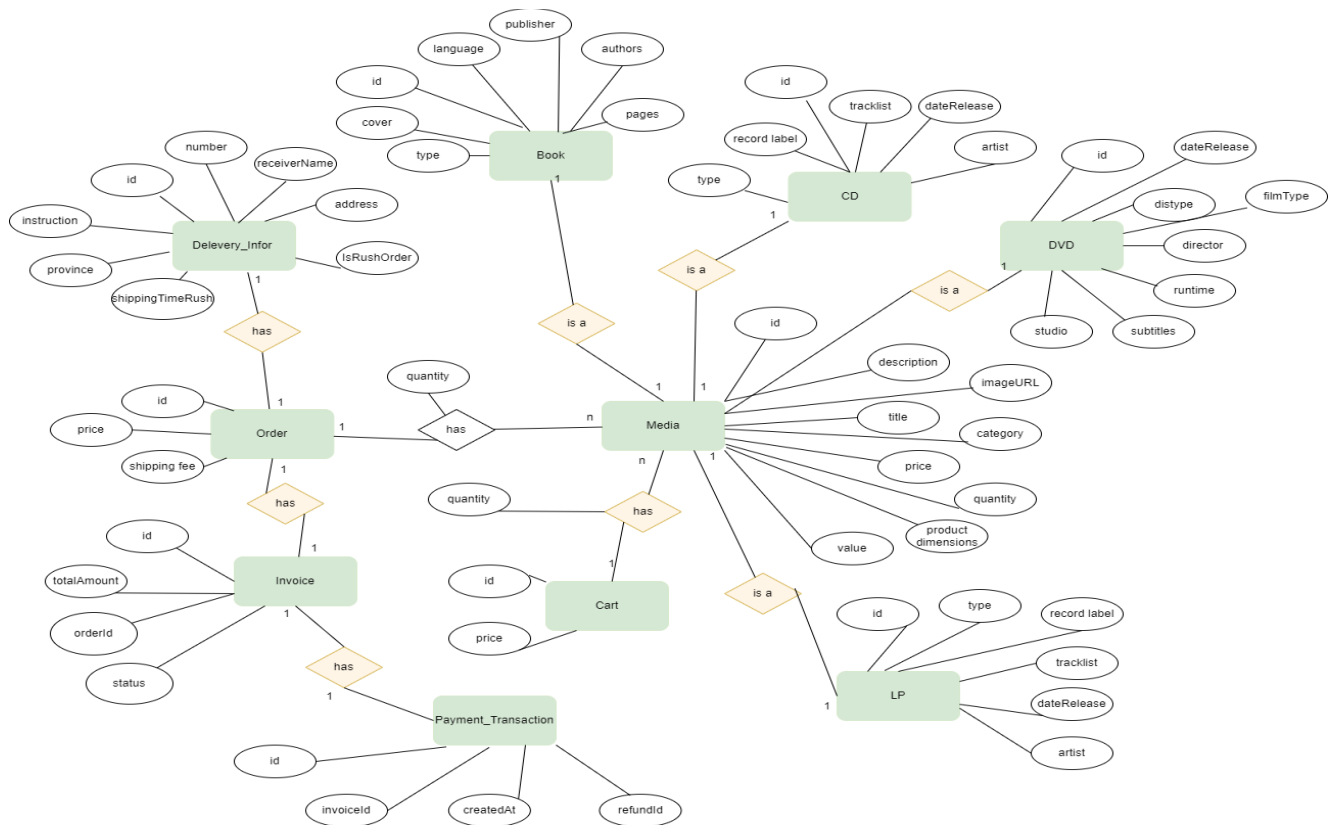 publisher
language
authors
id
cover
pages
type
Book
1
id
tracklist
dateRelease
record label
artist
type
CD
1
dateRelease
id
filmType
distype
DVD
director
1
runtime
studio
subtitles
number
receiverName
id
address
instruction
Delevery_Infor
IsRushOrder
province
shippingTimeRush
1
has
is a
is a
is a
id
description
quantity
imageURL
1
1
title
id
1
price
Order
1
has
n
Media
category
shipping fee
1
n
1
price
quantity
has
quantity
has
product
dimensions
id
1
value
1
totalAmount
Invoice
id
Cart
is a
orderId
1
price
id
type
record label
status
has
tracklist
1
LP
1
dateRelease
Payment_Transaction
artist
id
invoiceId
createdAt
refundId